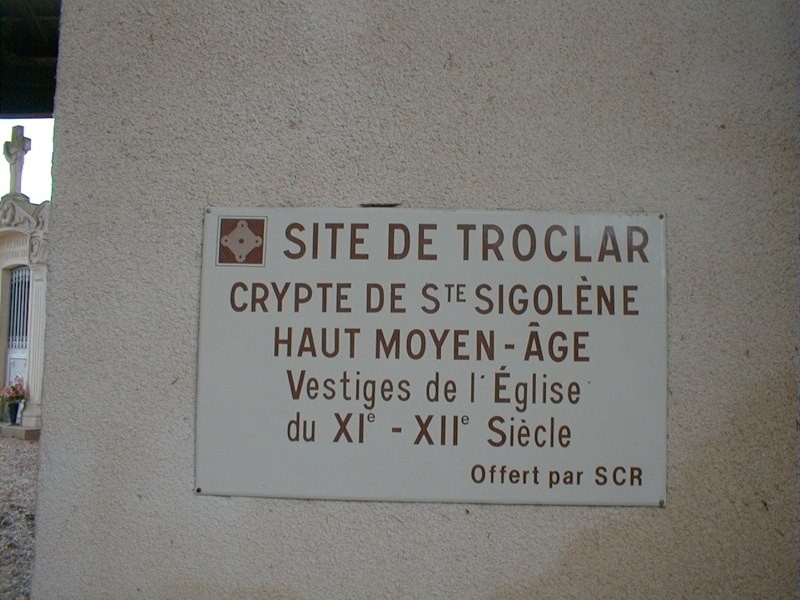 SITE DE TROCLAR
CRYPTE DE STE SIGOLÈNE
HAUT MOYEN-ÂGE
Vestiges de l'Église
du XIe - XIIe Siècle
Offert par SCR